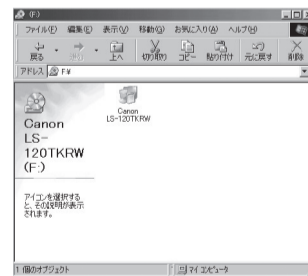 (F:)
ファイル(F) 編集(E) 表示(V) 移動(G) お気に入り(A) ヘルプ(H)
戻る 進む 上へ 切り取り コピー 貼り付け 元に戻す 削除
アドレス F:¥
Canon
LS-
120TKRW
(F:)
Canon
LS-120TKRW
アイコンを選択する
と、その説明が表示
されます。
1 個のオブジェクト
マイ コンピュータ